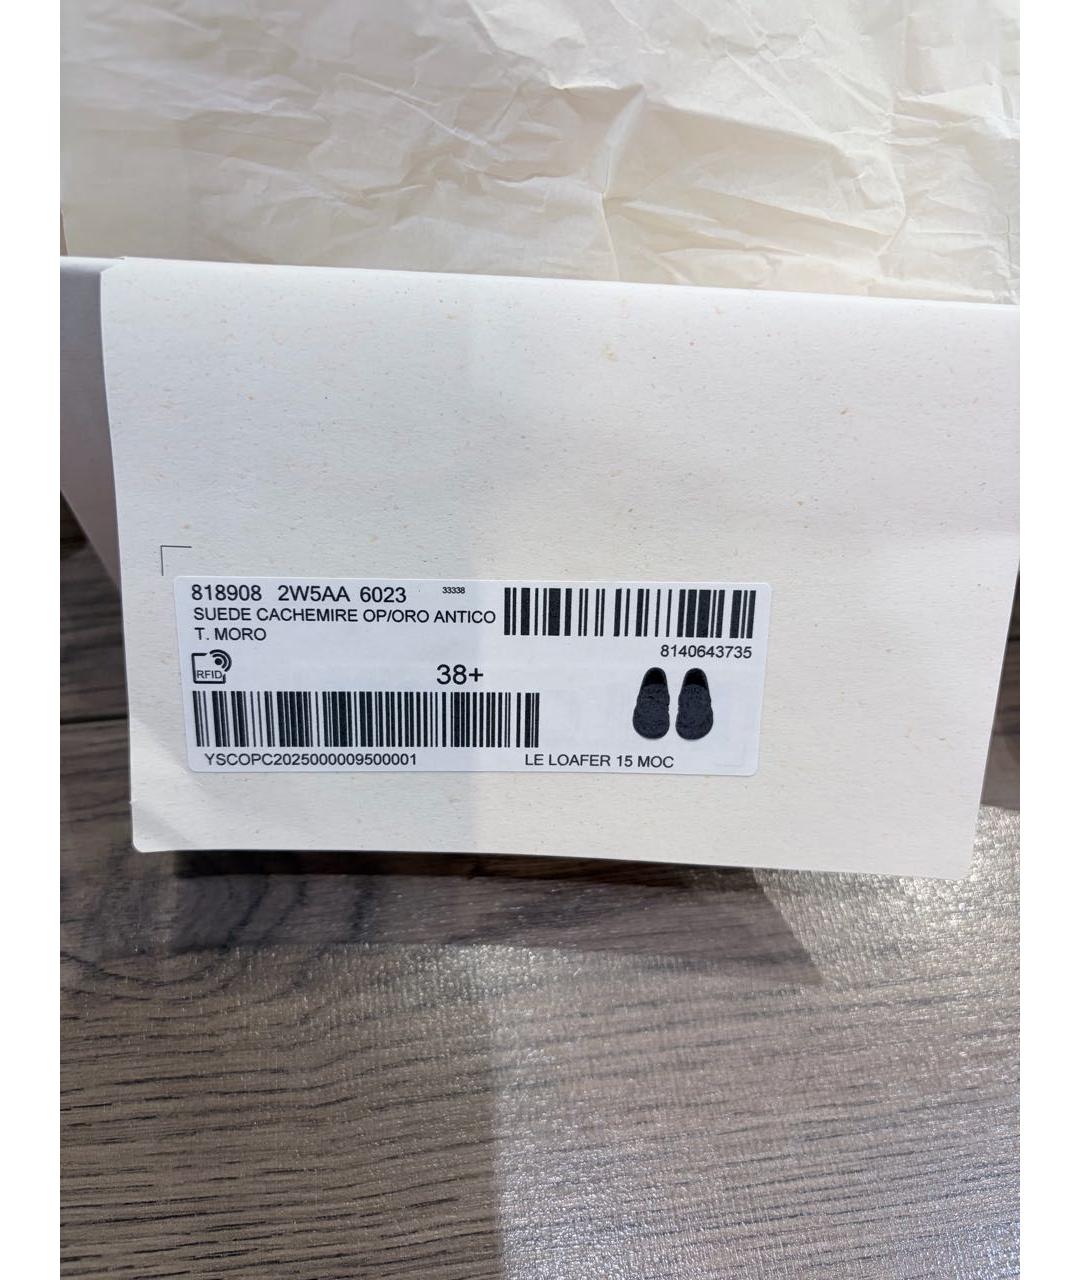 818908 2W5AA 6023 33338
SUEDE CACHEMIRE OP/ORO ANTICO
T. MORO
8140643735
RFID
38+
YSCOPC2025000009500001
LE LOAFER 15 MOC